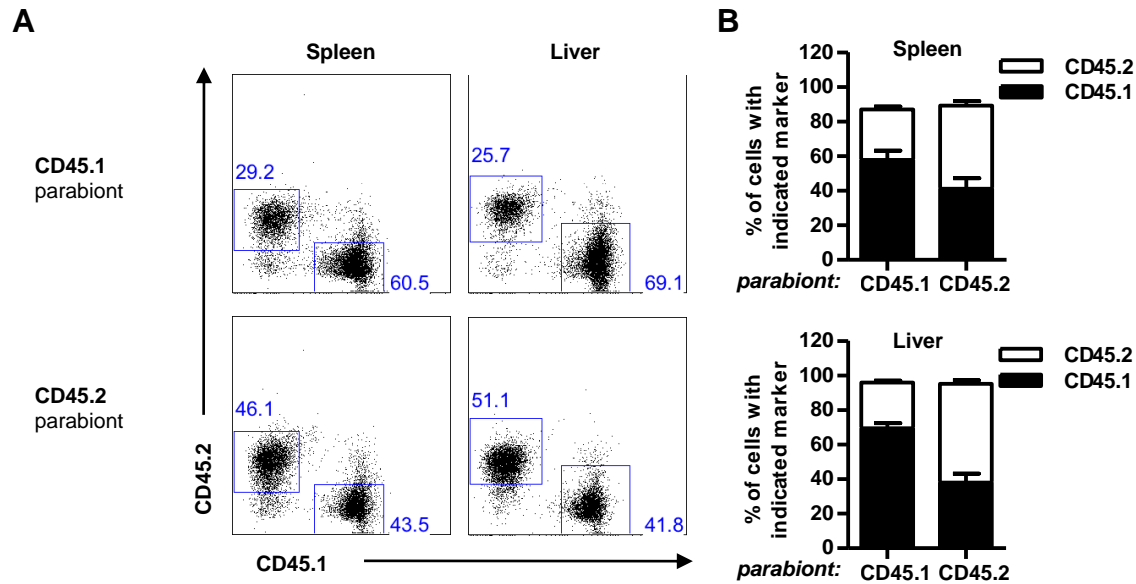 A
Spleen
Liver
CD45.1
parabiont
29.2
60.5
25.7
69.1
CD45.2
parabiont
46.1
43.5
51.1
41.8
CD45.2
CD45.1
B
Spleen
CD45.2
CD45.1
% of cells with
indicated marker
120
100
80
60
40
20
0
parabiont: CD45.1 CD45.2
Liver
CD45.2
CD45.1
% of cells with
indicated marker
120
100
80
60
40
20
0
parabiont: CD45.1 CD45.2